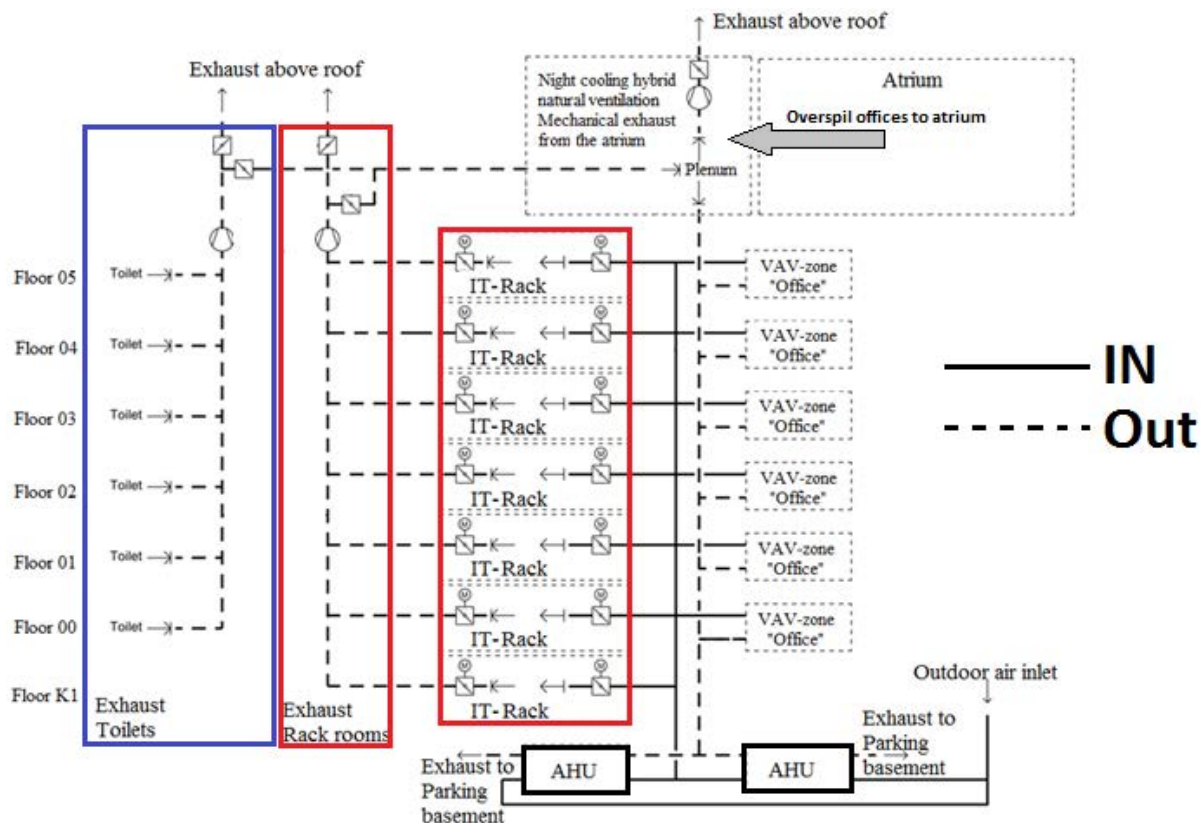 Exhaust above roof
Exhaust above roof
Night cooling hybrid
natural ventilation
Mechanical exhaust
from the atrium
Atrium
Overspil offices to atrium
Plenum
Floor 05
Toilet
M
M
IT-Rack
VAV-zone
"Office"
Floor 04
Toilet
M
M
IT-Rack
VAV-zone
"Office"
IN
Out
Floor 03
Toilet
M
M
IT-Rack
VAV-zone
"Office"
Floor 02
Toilet
M
M
IT-Rack
VAV-zone
"Office"
Floor 01
Toilet
M
M
IT-Rack
VAV-zone
"Office"
Floor 00
Toilet
M
M
IT-Rack
VAV-zone
"Office"
Floor K1
M
M
IT-Rack
Exhaust
Toilets
Exhaust
Rack rooms
Outdoor air inlet
Exhaust to
Parking
basement
AHU
AHU
Exhaust to
Parking
basement